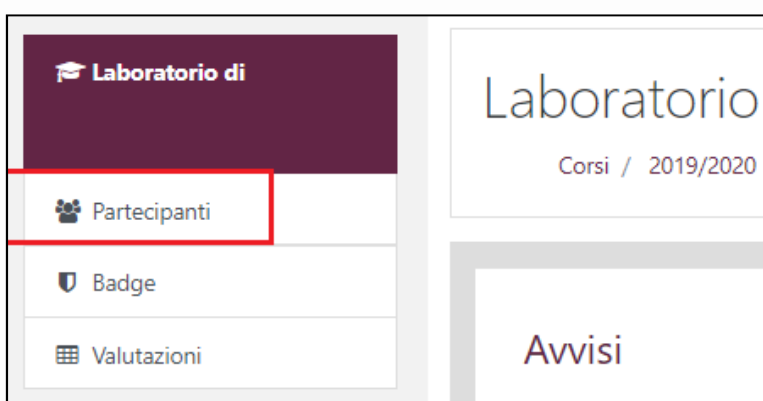 Laboratorio di
Partecipanti
Badge
Valutazioni
Laboratorio
Corsi / 2019/2020
Avvisi